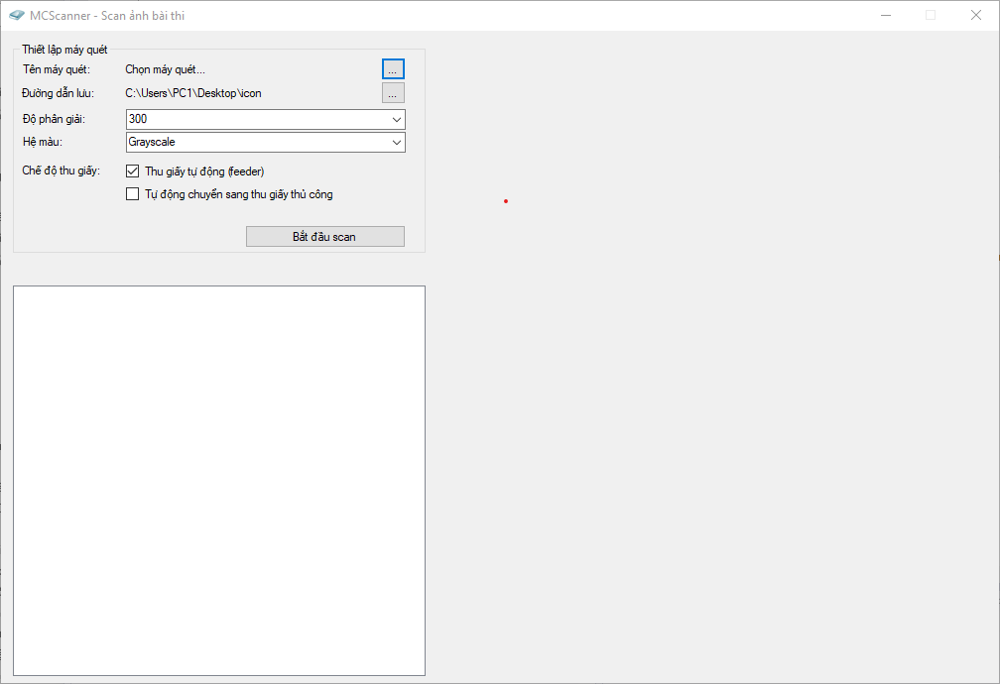 MCScanner - Scan ảnh bài thi
Thiết lập máy quét
Tên máy quét: Chọn máy quét... ...
Đường dẫn lưu: C:\Users\PC1\Desktop\icon ...
Độ phân giải: 300
Hệ màu: Grayscale
Chế độ thu giấy: Thu giấy tự động (feeder)
Tự động chuyển sang thu giấy thủ công
Bắt đầu scan